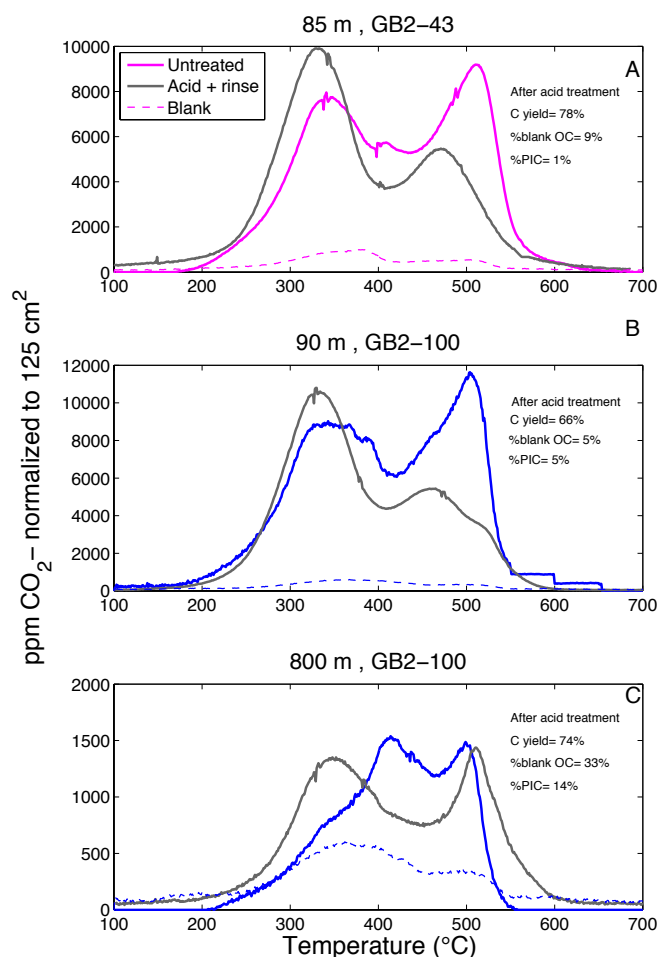 85 m , GB2−43
10000
8000
6000
4000
2000
0
100
200
300
400
500
600
700
Untreated
Acid + rinse
Blank
A
After acid treatment
C yield= 78%
%blank OC= 9%
%PIC= 1%
B
90 m , GB2−100
12000
10000
8000
6000
4000
2000
0
100
200
300
400
500
600
700
After acid treatment
C yield= 66%
%blank OC= 5%
%PIC= 5%
ppm CO2− normalized to 125 cm2
800 m , GB2−100
C
2000
1500
1000
500
0
100
200
300
400
500
600
700
After acid treatment
C yield= 74%
%blank OC= 33%
%PIC= 14%
Temperature (°C)